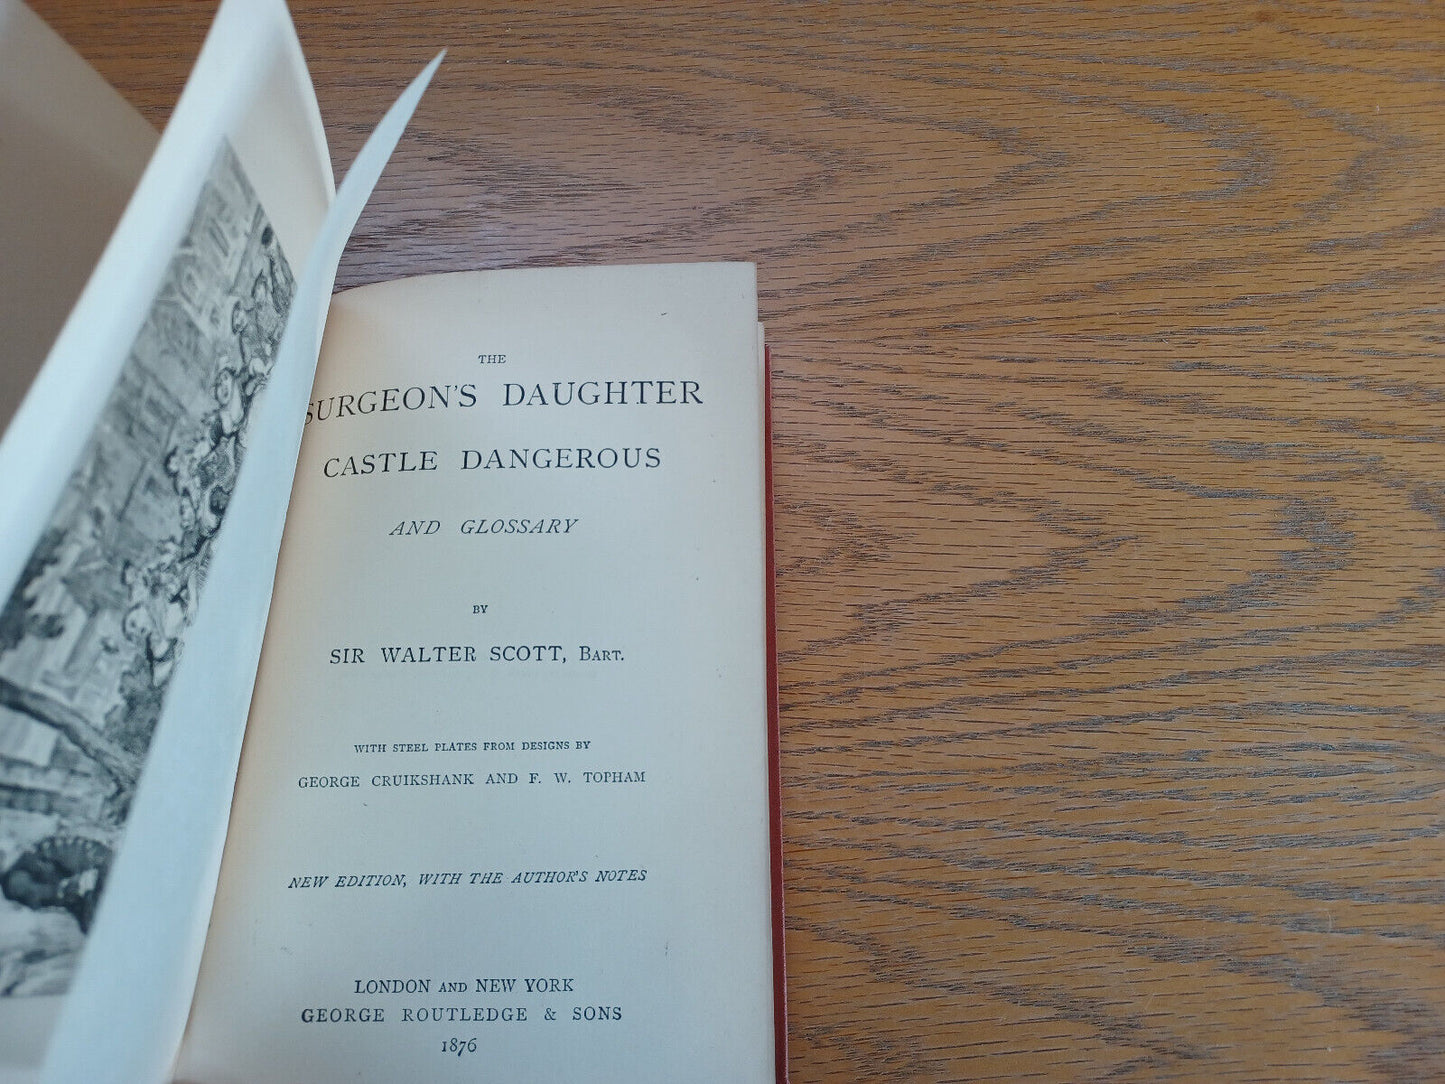 THE
SURGEON'S DAUGHTER
CASTLE DANGEROUS
AND GLOSSARY
BY
SIR WALTER SCOTT, BART.
WITH STEEL PLATES FROM DESIGNS BY
GEORGE CRUIKSHANK AND F. W. TOPHAM
NEW EDITION, WITH THE AUTHOR'S NOTES
LONDON AND NEW YORK
GEORGE ROUTLEDGE & SONS
1876